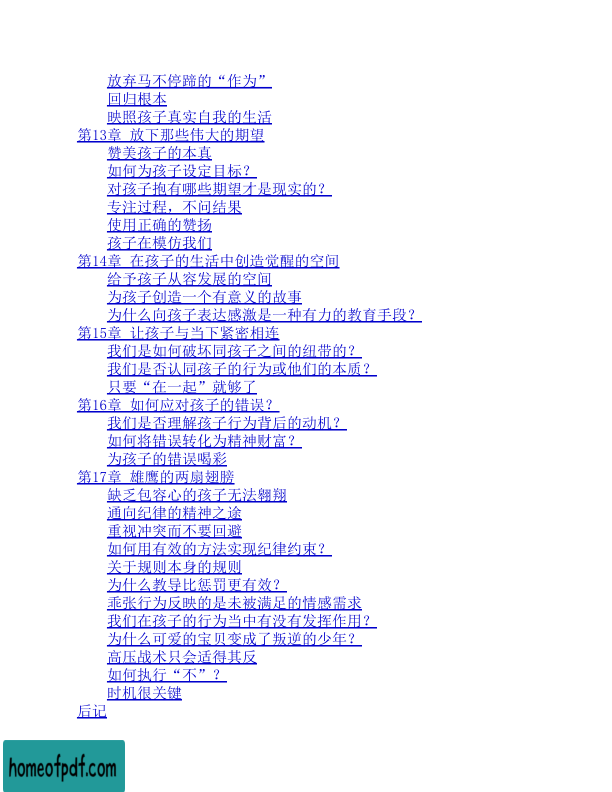 放弃马不停蹄的“作为”
回归根本
映照孩子真实自我的生活
第13章 放下那些伟大的期望
赞美孩子的本真
如何为孩子设定目标？
对孩子抱有哪些期望才是现实的？
专注过程，不问结果
使用正确的赞扬
孩子在模仿我们
第14章 在孩子的生活中创造觉醒的空间
给予孩子从容发展的空间
为孩子创造一个有意义的故事
为什么向孩子表达感激是一种有力的教育手段？
第15章 让孩子与当下紧密相连
我们是如何破坏同孩子之间的纽带的？
我们是否认同孩子的行为或他们的本质？
只要“在一起”就够了
第16章 如何应对孩子的错误？
我们是否理解孩子行为背后的动机？
如何将错误转化为精神财富？
为孩子的错误喝彩
第17章 雄鹰的两扇翅膀
缺乏包容心的孩子无法翱翔
通向纪律的精神之途
重视冲突而不要回避
如何用有效的方法实现纪律约束？
关于规则本身的规则
为什么教导比惩罚更有效？
乖张行为反映的是未被满足的情感需求
我们在孩子的行为当中有没有发挥作用？
为什么可爱的宝贝变成了叛逆的少年？
高压战术只会适得其反
如何执行“不”？
时机很关键
后记
homeofpdf.com